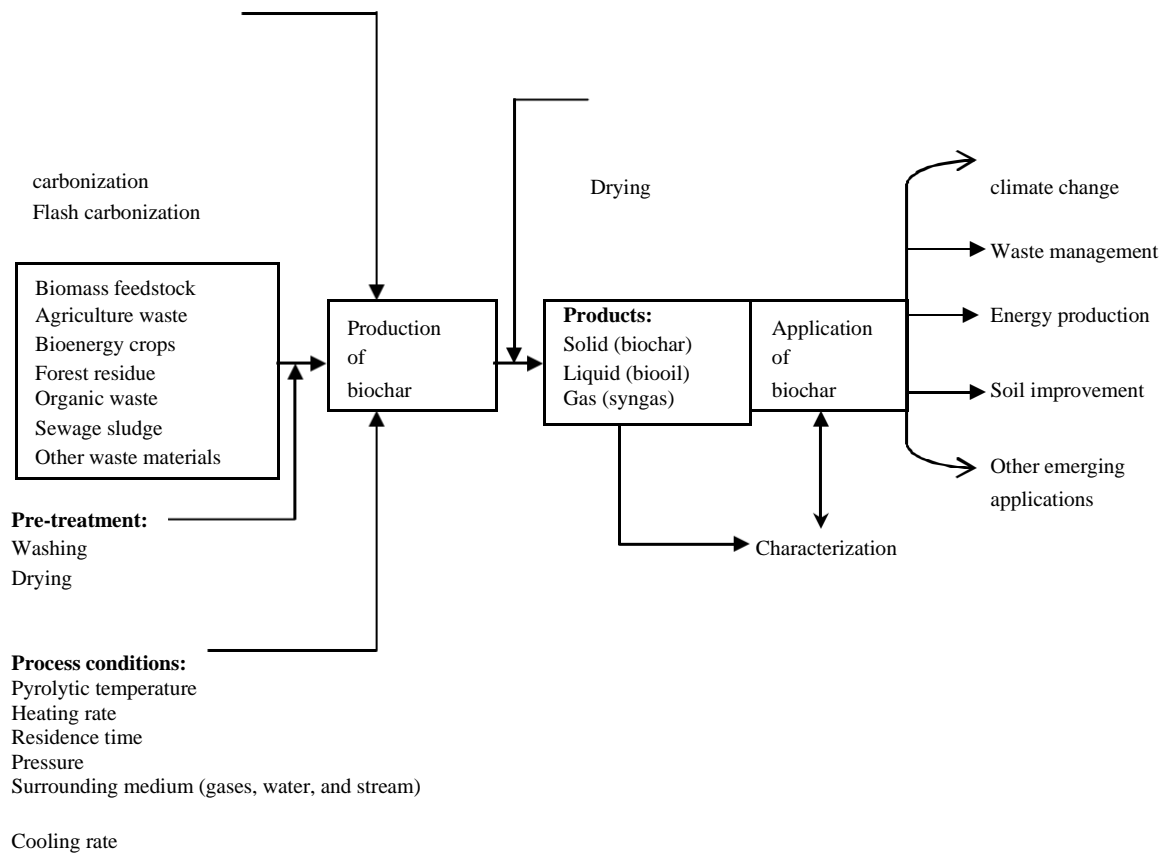 carbonization
Flash carbonization
Drying
climate change
Waste management
Energy production
Soil improvement
Other emerging
applications
Biomass feedstock
Agriculture waste
Bioenergy crops
Forest residue
Organic waste
Sewage sludge
Other waste materials
Production
of
biochar
Products:
Solid (biochar)
Liquid (biooil)
Gas (syngas)
Application
of
biochar
Characterization
Pre-treatment:
Washing
Drying
Process conditions:
Pyrolytic temperature
Heating rate
Residence time
Pressure
Surrounding medium (gases, water, and stream)
Cooling rate